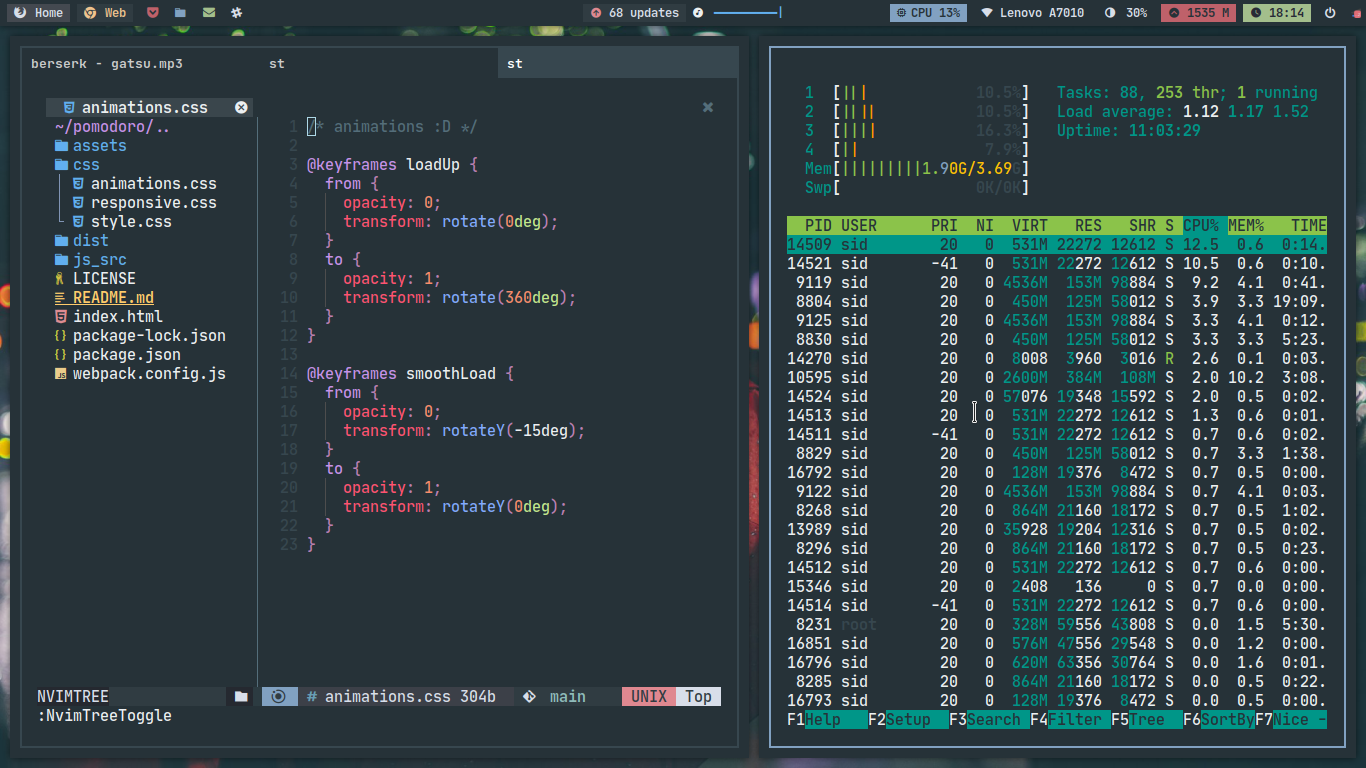 Home Web 68 updates CPU 13% Lenovo A7010 30% 1535 M 18:14
berserk - gatsu.mp3 st st
animations.css
~/pomodoro/..
assets
css
animations.css
responsive.css
style.css
dist
js_src
LICENSE
README.md
index.html
package-lock.json
package.json
webpack.config.js
1 /* animations :D */
2
3 @keyframes loadUp {
4 from {
5 opacity: 0;
6 transform: rotate(0deg);
7 }
8 to {
9 opacity: 1;
10 transform: rotate(360deg);
11 }
12 }
13
14 @keyframes smoothLoad {
15 from {
16 opacity: 0;
17 transform: rotateY(-15deg);
18 }
19 to {
20 opacity: 1;
21 transform: rotateY(0deg);
22 }
23 }
NVIMTREE # animations.css 304b main UNIX Top
:NvimTreeToggle
1 [||| 10.5%]
2 [|||| 10.5%]
3 [|||| 16.3%]
4 [|| 7.9%]
Mem[|||||||||1.90G/3.69G]
Swp[ 0K/0K]
Tasks: 88, 253 thr; 1 running
Load average: 1.12 1.17 1.52
Uptime: 11:03:29
PID USER PRI NI VIRT RES SHR S CPU% MEM% TIME
14509 sid 20 0 531M 22272 12612 S 12.5 0.6 0:14.
14521 sid -41 0 531M 22272 12612 S 10.5 0.6 0:10.
9119 sid 20 0 4536M 153M 98884 S 9.2 4.1 0:41.
8804 sid 20 0 450M 125M 58012 S 3.9 3.3 19:09.
9125 sid 20 0 4536M 153M 98884 S 3.3 4.1 0:12.
8830 sid 20 0 450M 125M 58012 S 3.3 3.3 5:23.
14270 sid 20 0 8008 3960 3016 R 2.6 0.1 0:03.
10595 sid 20 0 2600M 384M 108M S 2.0 10.2 3:08.
14524 sid 20 0 57076 19348 15592 S 2.0 0.5 0:02.
14513 sid 20 0 531M 22272 12612 S 1.3 0.6 0:01.
14511 sid -41 0 531M 22272 12612 S 0.7 0.6 0:02.
8829 sid 20 0 450M 125M 58012 S 0.7 3.3 1:38.
16792 sid 20 0 128M 19376 8472 S 0.7 0.5 0:00.
9122 sid 20 0 4536M 153M 98884 S 0.7 4.1 0:03.
8268 sid 20 0 864M 21160 18172 S 0.7 0.5 1:02.
13989 sid 20 0 35928 19204 12316 S 0.7 0.5 0:02.
8296 sid 20 0 864M 21160 18172 S 0.7 0.5 0:23.
14512 sid 20 0 531M 22272 12612 S 0.7 0.6 0:00.
15346 sid 20 0 2408 136 0 S 0.7 0.0 0:00.
14514 sid -41 0 531M 22272 12612 S 0.7 0.6 0:00.
8231 root 20 0 328M 59556 43808 S 0.0 1.5 5:30.
16851 sid 20 0 576M 47556 29548 S 0.0 1.2 0:00.
16796 sid 20 0 620M 63356 30764 S 0.0 1.6 0:01.
8285 sid 20 0 864M 21160 18172 S 0.0 0.5 0:22.
16793 sid 20 0 128M 19376 8472 S 0.0 0.5 0:00.
F1Help F2Setup F3Search F4Filter F5Tree F6SortByF7Nice -